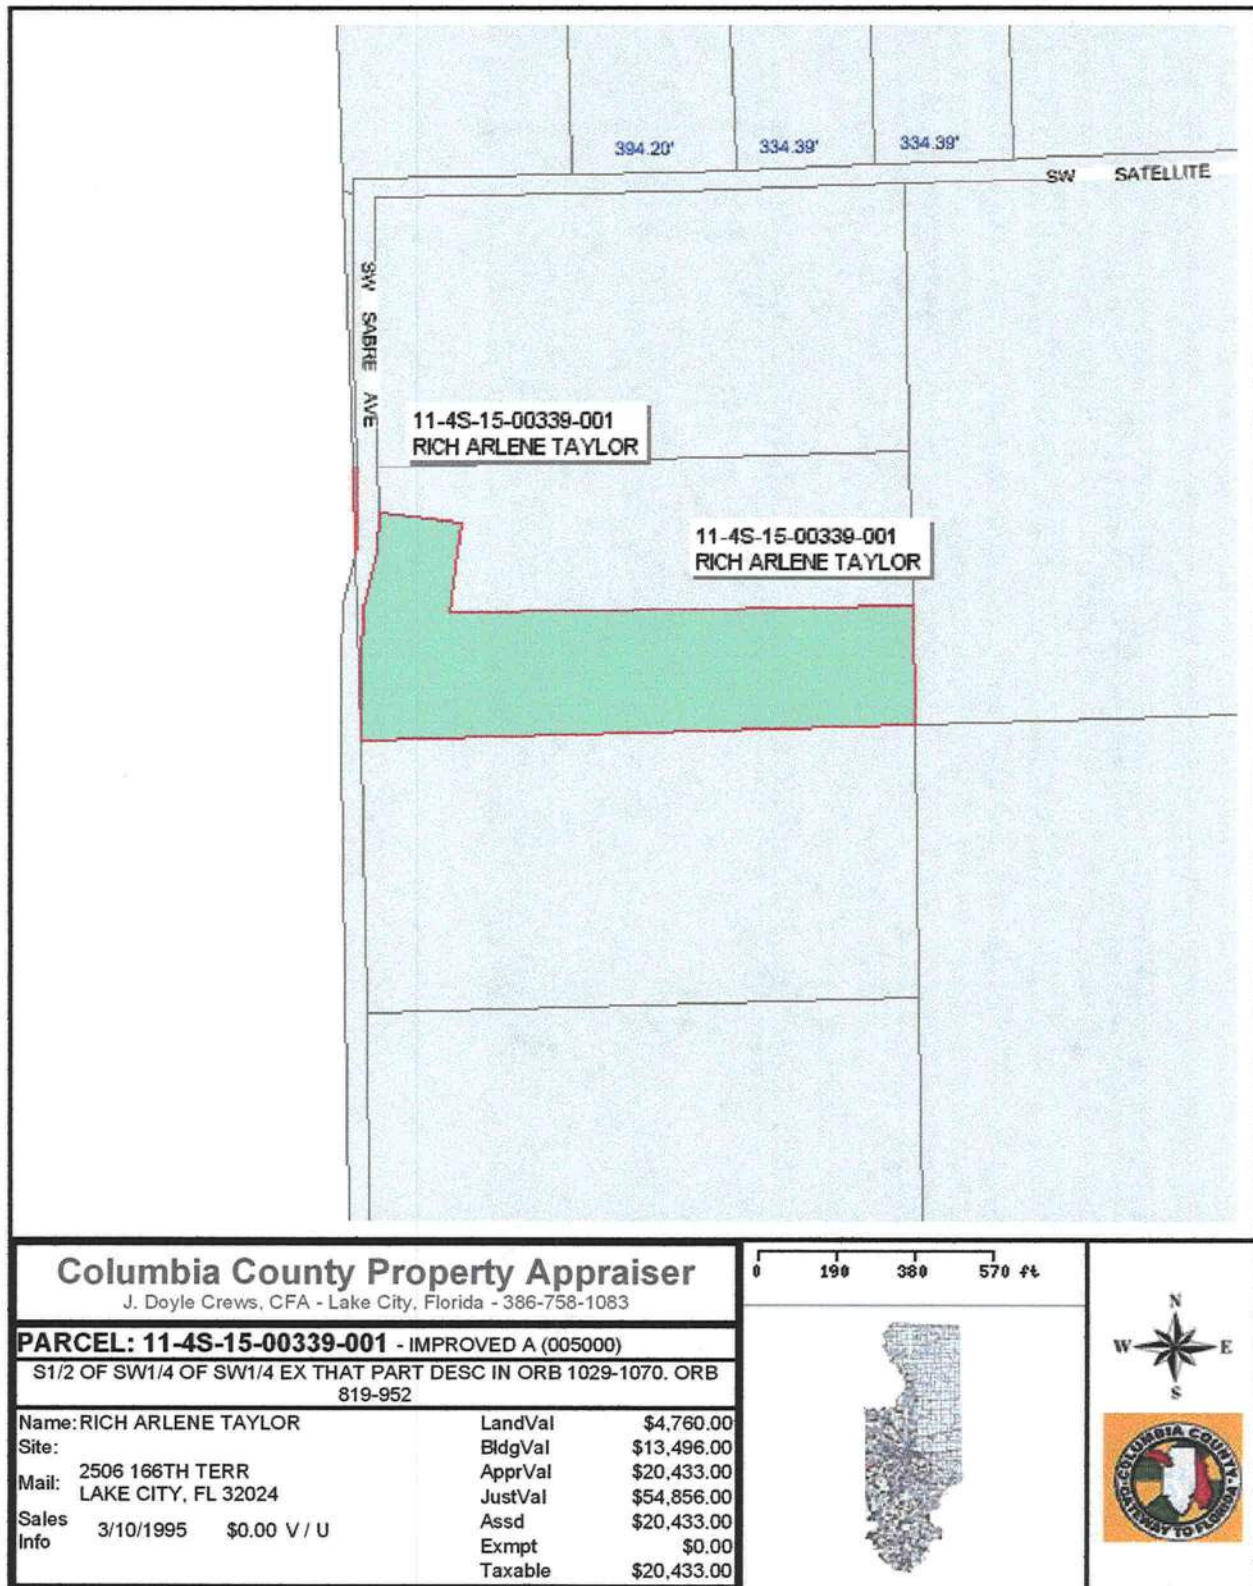 394.20'
334.39'
334.39'
SW SATELLITE
SW SABRE AVE
11-4S-15-00339-001
RICH ARLENE TAYLOR
11-4S-15-00339-001
RICH ARLENE TAYLOR
Columbia County Property Appraiser
J. Doyle Crews, CFA - Lake City, Florida - 386-758-1083
PARCEL: 11-4S-15-00339-001 - IMPROVED A (005000)
S1/2 OF SW1/4 OF SW1/4 EX THAT PART DESC IN ORB 1029-1070. ORB
819-952
Name: RICH ARLENE TAYLOR
Site:
Mail: 2506 166TH TERR
LAKE CITY, FL 32024
Sales Info 3/10/1995 $0.00 V / U
LandVal $4,760.00
BldgVal $13,496.00
ApprVal $20,433.00
JustVal $54,856.00
Assd $20,433.00
Exmpt $0.00
Taxable $20,433.00
0 190 380 570 ft
N
W E
S
COLUMBIA COUNTY
GATEWAY TO FLORIDA